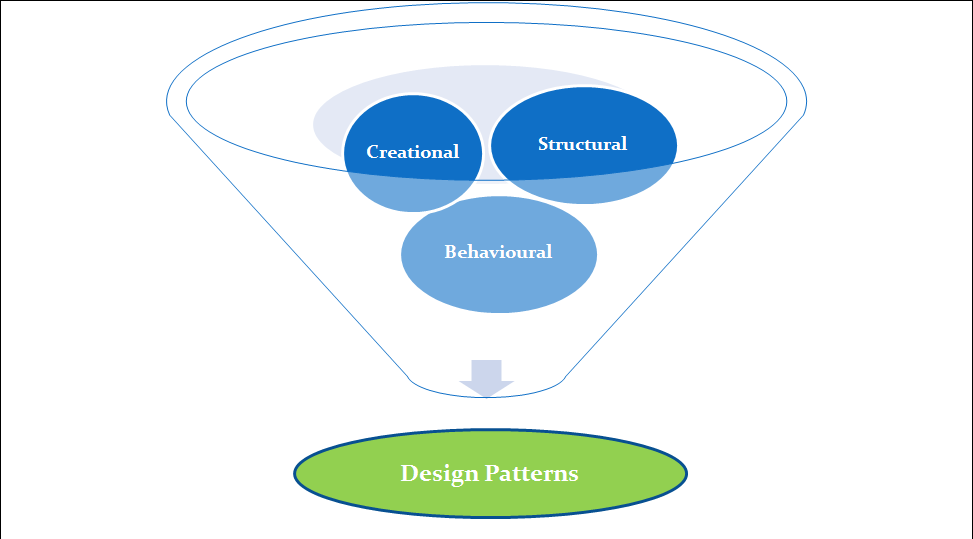 Creational
Structural
Behavioural
Design Patterns